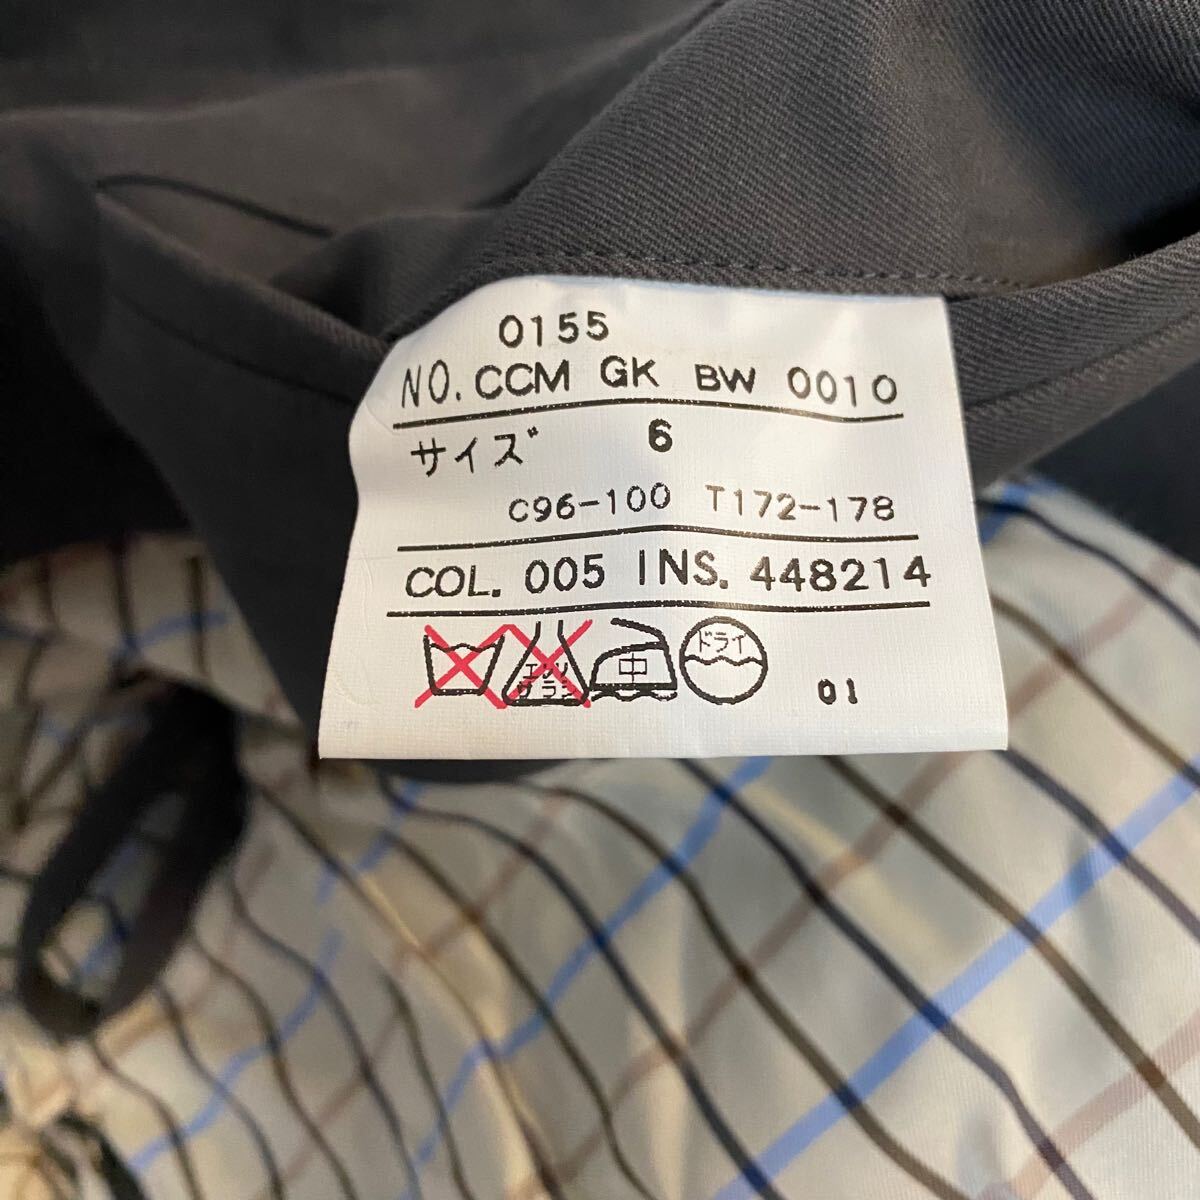 0155
NO. CCM GK BW 0010
サイズ 6
C96-100 T172-178
COL. 005 INS. 448214
エンソ
サラシ
中
ドライ
01